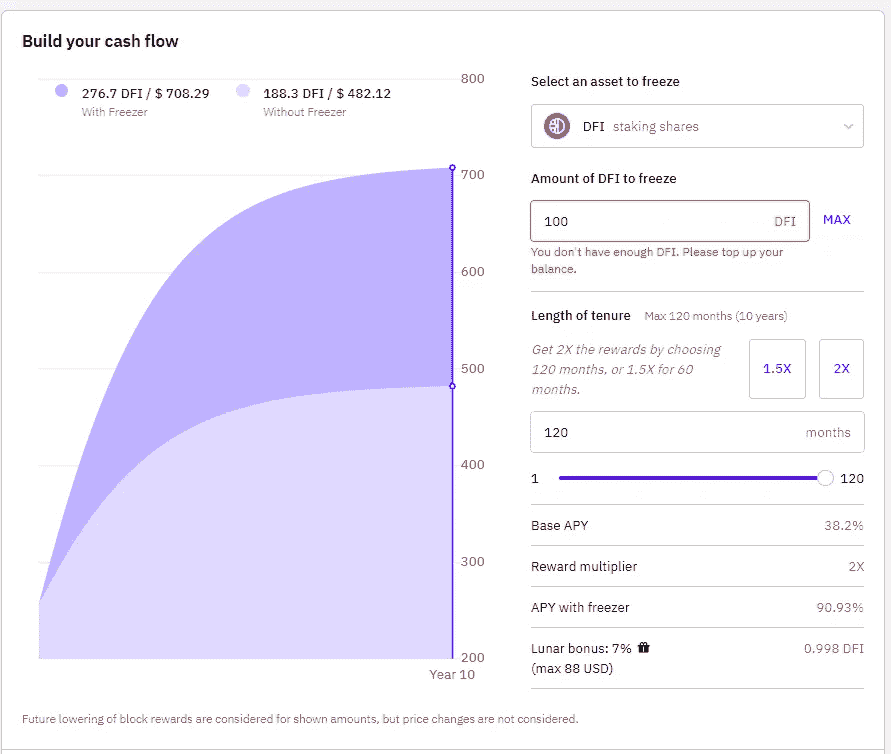 Build your cash flow
276.7 DFI / $ 708.29
With Freezer
188.3 DFI / $ 482.12
Without Freezer
800
700
600
500
400
300
200
Year 10
Select an asset to freeze
DFI staking shares
Amount of DFI to freeze
100 DFI MAX
You don't have enough DFI. Please top up your
balance.
Length of tenure Max 120 months (10 years)
Get 2X the rewards by choosing
120 months, or 1.5X for 60
months.
1.5X 2X
120 months
1 120
Base APY 38.2%
Reward multiplier 2X
APY with freezer 90.93%
Lunar bonus: 7% 0.998 DFI
(max 88 USD)
Future lowering of block rewards are considered for shown amounts, but price changes are not considered.